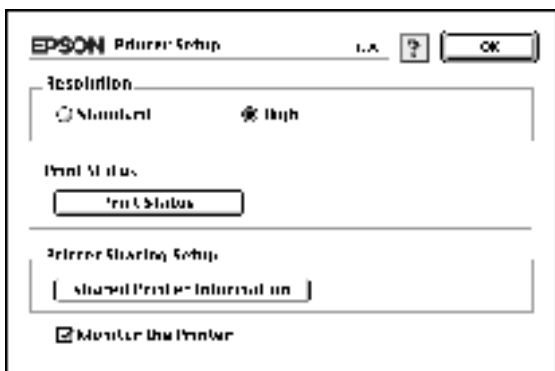 EPSON Printer Setup ? OK
Resolution
Standard High
Print Status
Print Status
Printer Sharing Setup
Shared Printer Information
Monitor the Printer